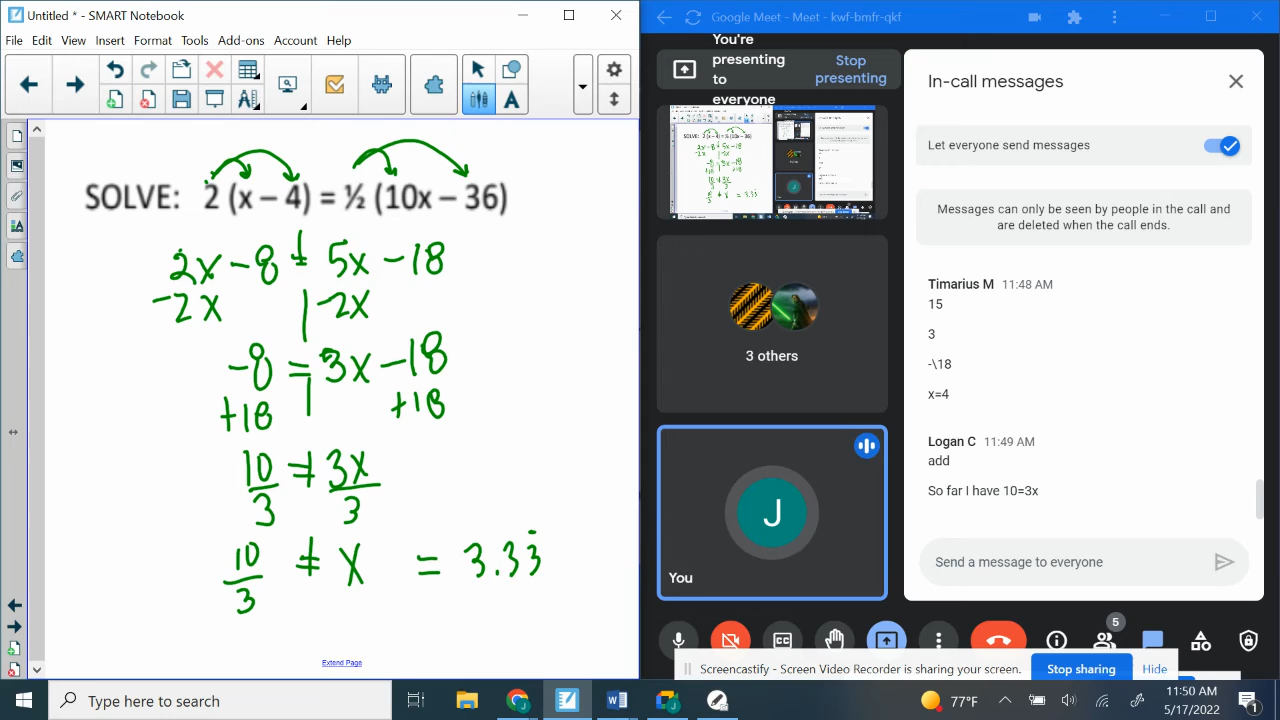 Untitled * - SMART Notebook
File Edit View Insert Format Tools Add-ons Account Help
SOLVE: 2 (x – 4) = ½ (10x – 36)
2x - 8 = 5x - 18
-2x | -2x
-8 = 3x - 18
+18 | +18
10/3 = 3x/3
10/3 = x = 3.33̇
Extend Page
Google Meet - kwf-bmfr-qkf
You're presenting to everyone
Stop presenting
3 others
J
You
In-call messages
Let everyone send messages
Messages can only be seen by people in the call and
are deleted when the call ends.
Timarius M 11:48 AM
15
3
-\18
x=4
Logan C 11:49 AM
add
So far I have 10=3x
Send a message to everyone
5
Screencastify - Screen Video Recorder is sharing your screen. Stop sharing Hide
Type here to search
77°F
11:50 AM
5/17/2022
1